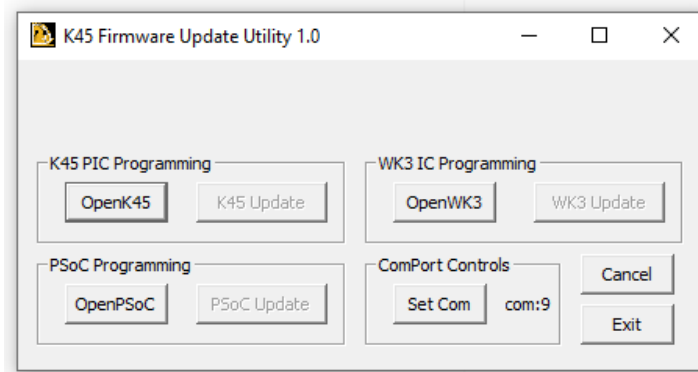 K45 Firmware Update Utility 1.0
K45 PIC Programming
OpenK45 K45 Update
WK3 IC Programming
OpenWK3 WK3 Update
PSoC Programming
OpenPSoC PSoC Update
ComPort Controls
Set Com com:9
Cancel
Exit